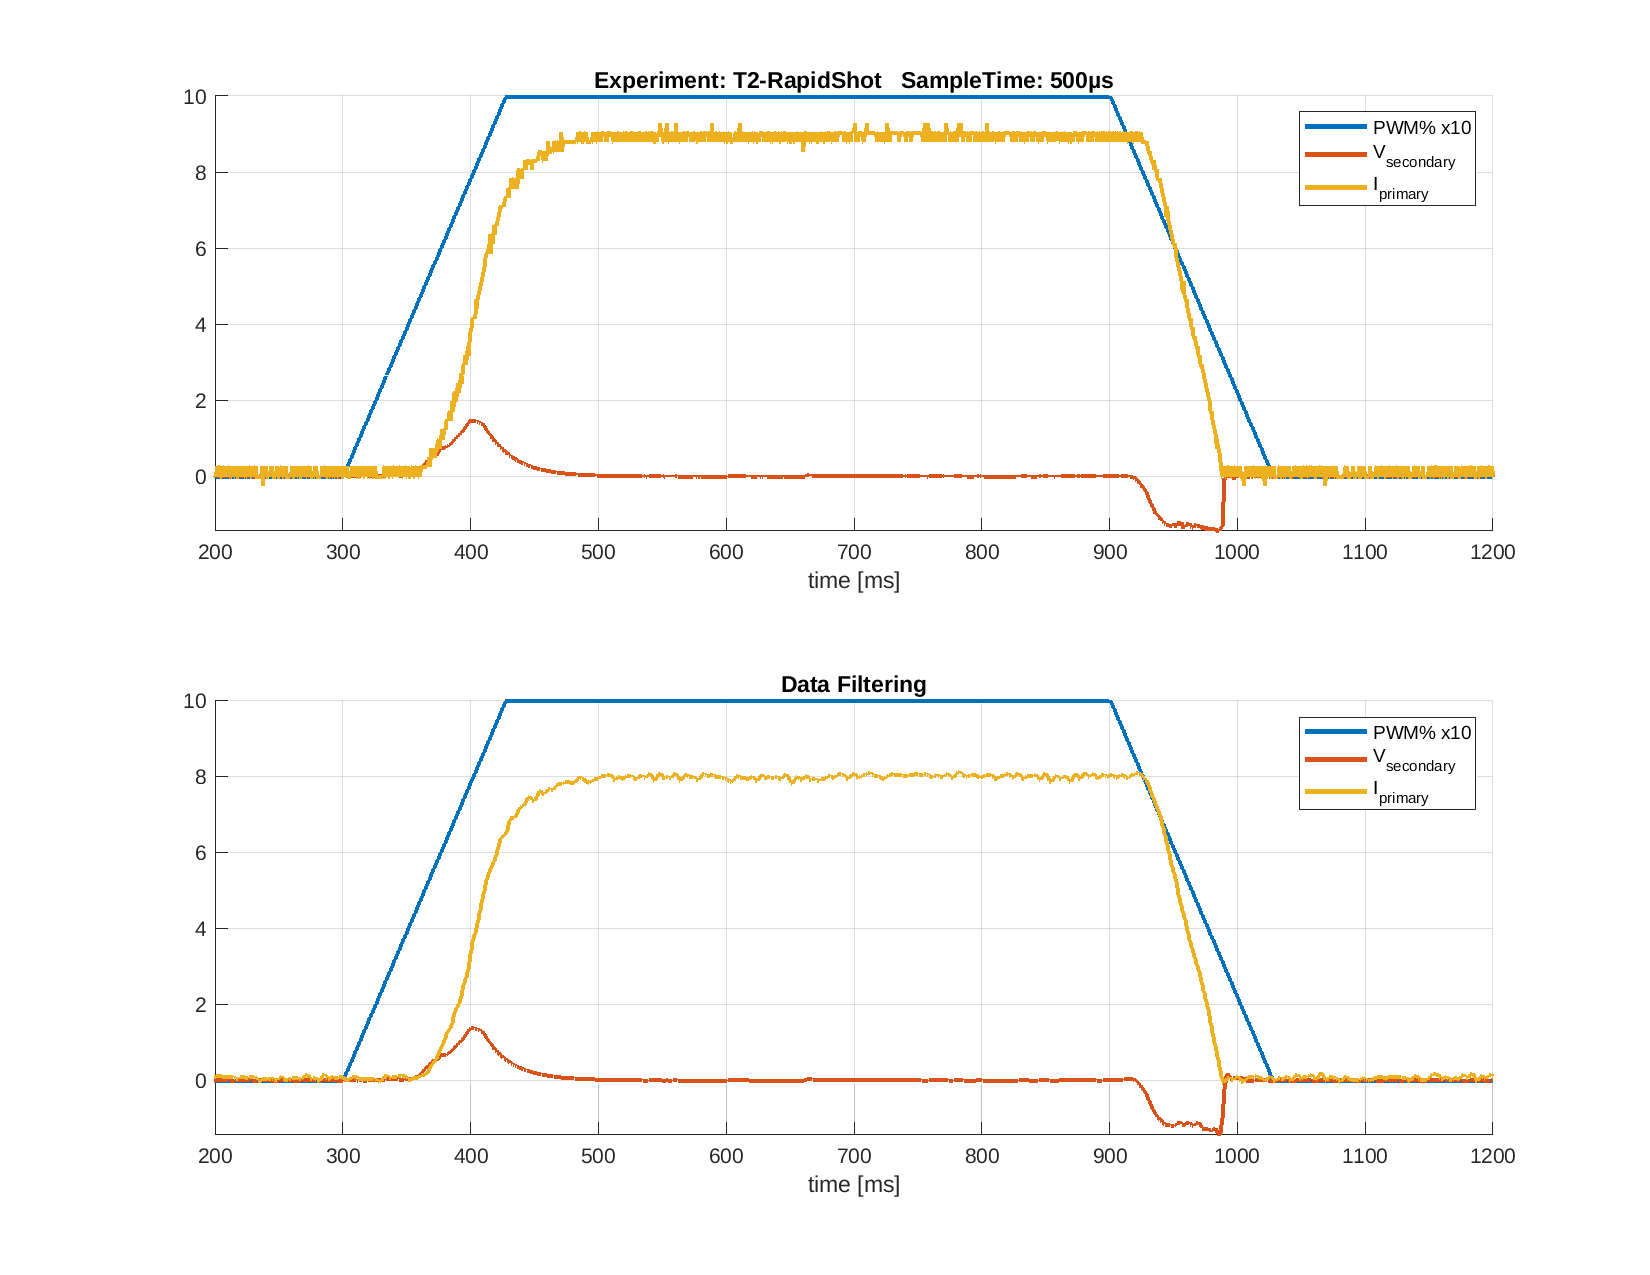 Experiment: T2-RapidShot   SampleTime: 500µs
10
8
6
4
2
0
PWM% x10
Vsecondary
Iprimary
200 300 400 500 600 700 800 900 1000 1100 1200
time [ms]
Data Filtering
10
8
6
4
2
0
PWM% x10
Vsecondary
Iprimary
200 300 400 500 600 700 800 900 1000 1100 1200
time [ms]